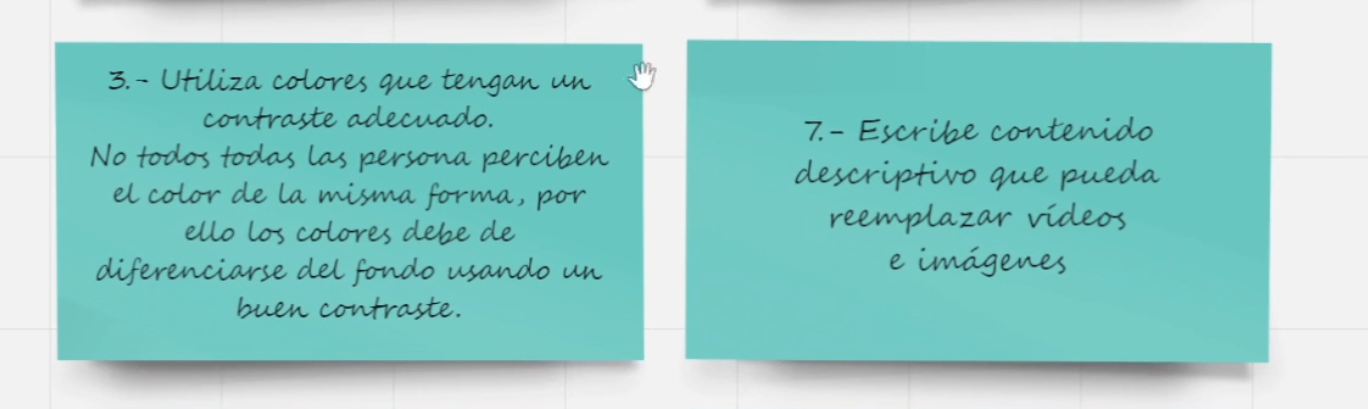 3.- Utiliza colores que tengan un
contraste adecuado.
No todos todas las persona perciben
el color de la misma forma, por
ello los colores debe de
diferenciarse del fondo usando un
buen contraste.
7.- Escribe contenido
descriptivo que pueda
reemplazar vídeos
e imágenes